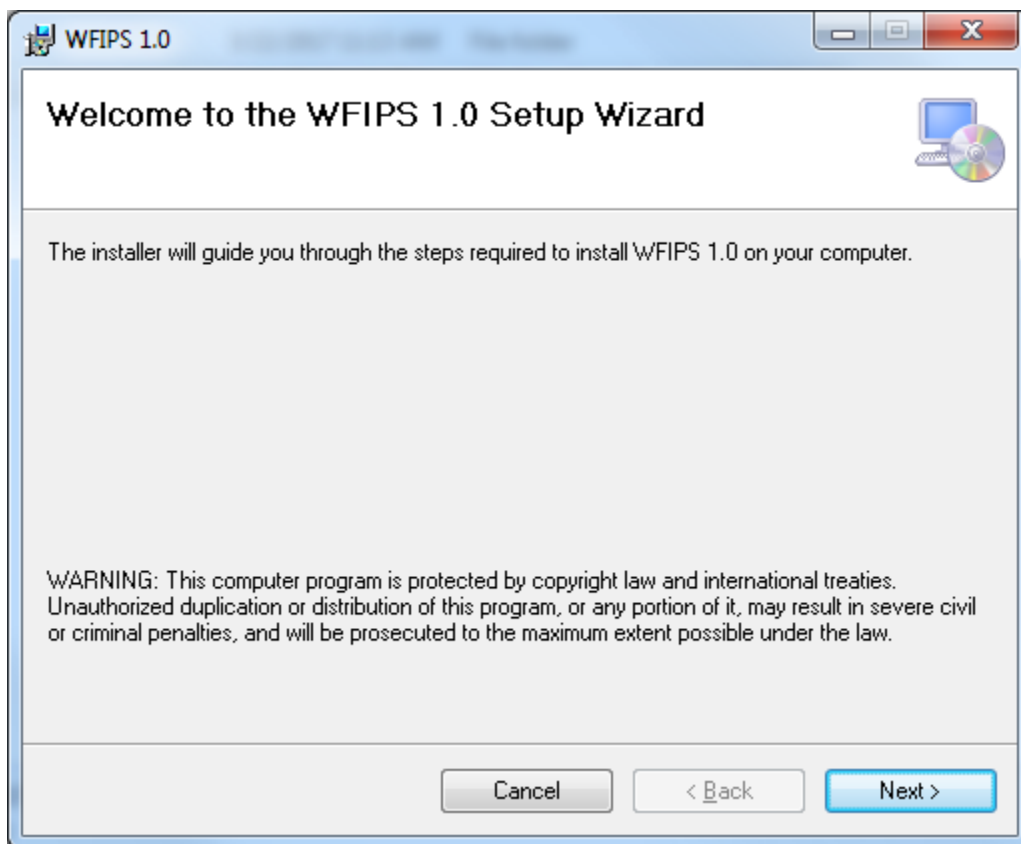 WFIPS 1.0
Welcome to the WFIPS 1.0 Setup Wizard
The installer will guide you through the steps required to install WFIPS 1.0 on your computer.
WARNING: This computer program is protected by copyright law and international treaties.
Unauthorized duplication or distribution of this program, or any portion of it, may result in severe civil
or criminal penalties, and will be prosecuted to the maximum extent possible under the law.
Cancel
< Back
Next >